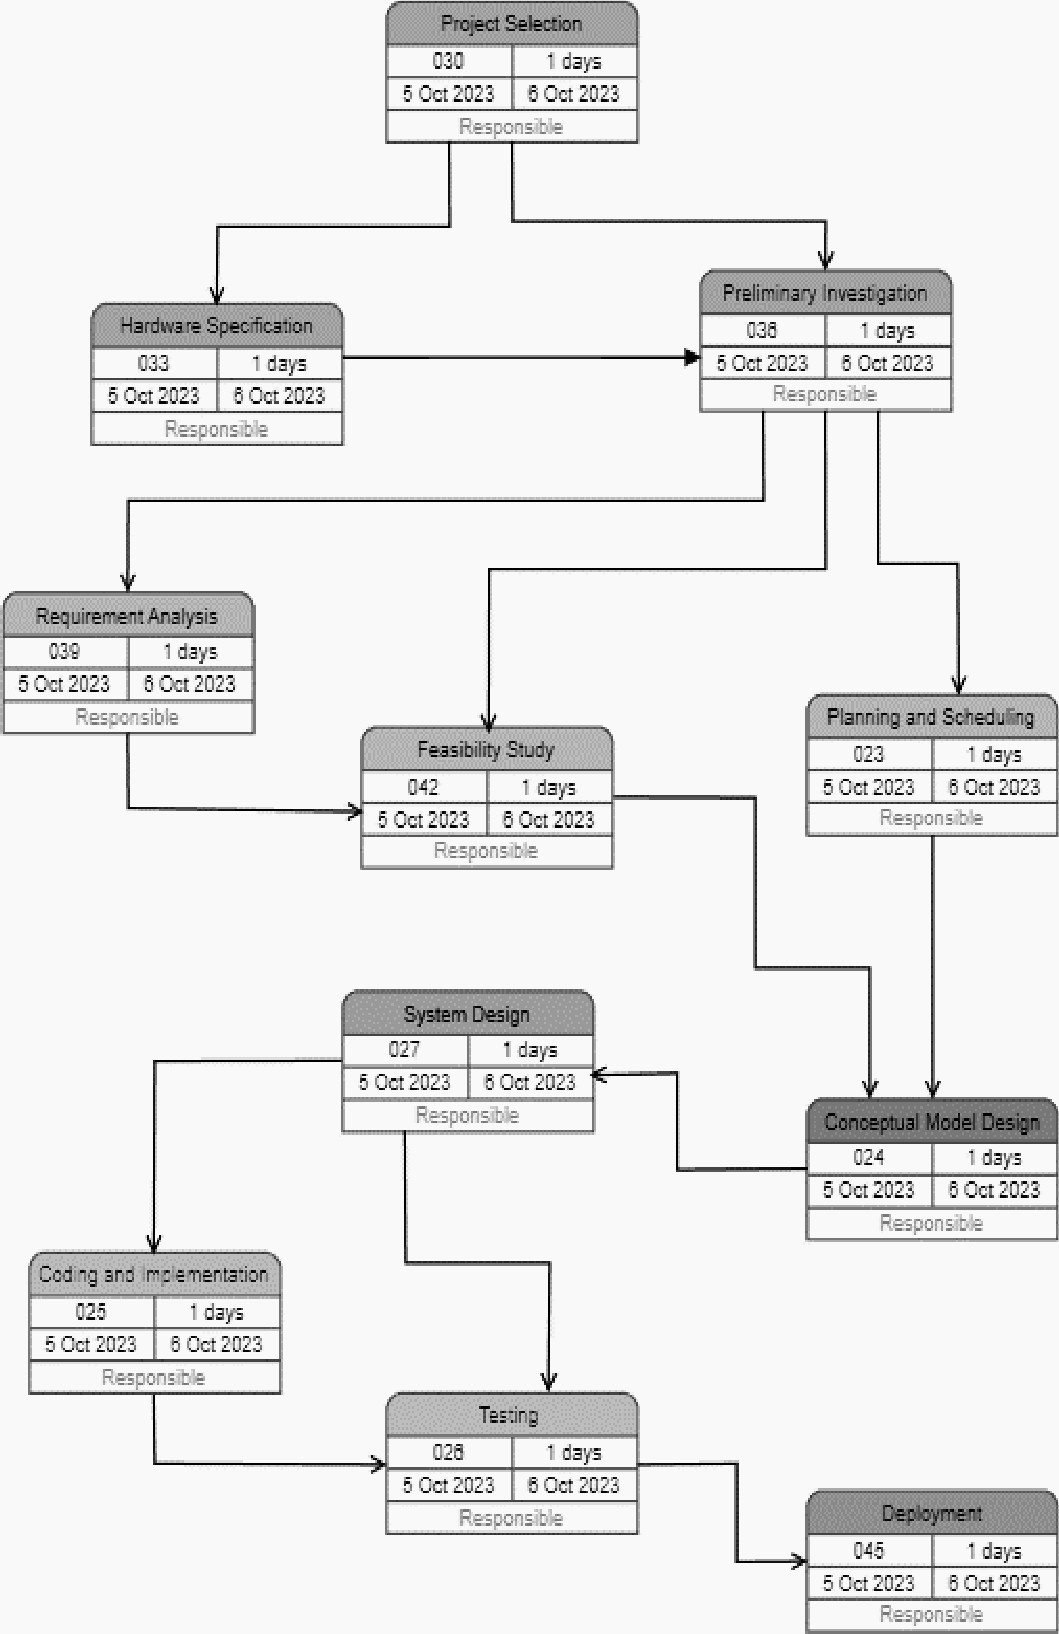 Project Selection
030 1 days
5 Oct 2023 6 Oct 2023
Responsible
Preliminary Investigation
036 1 days
5 Oct 2023 6 Oct 2023
Responsible
Hardware Specification
033 1 days
5 Oct 2023 6 Oct 2023
Responsible
Requirement Analysis
039 1 days
5 Oct 2023 6 Oct 2023
Responsible
Planning and Scheduling
023 1 days
5 Oct 2023 6 Oct 2023
Responsible
Feasibility Study
042 1 days
5 Oct 2023 6 Oct 2023
Responsible
System Design
027 1 days
5 Oct 2023 6 Oct 2023
Responsible
Conceptual Model Design
024 1 days
5 Oct 2023 6 Oct 2023
Responsible
Coding and Implementation
025 1 days
5 Oct 2023 6 Oct 2023
Responsible
Testing
026 1 days
5 Oct 2023 6 Oct 2023
Responsible
Deployment
045 1 days
5 Oct 2023 6 Oct 2023
Responsible